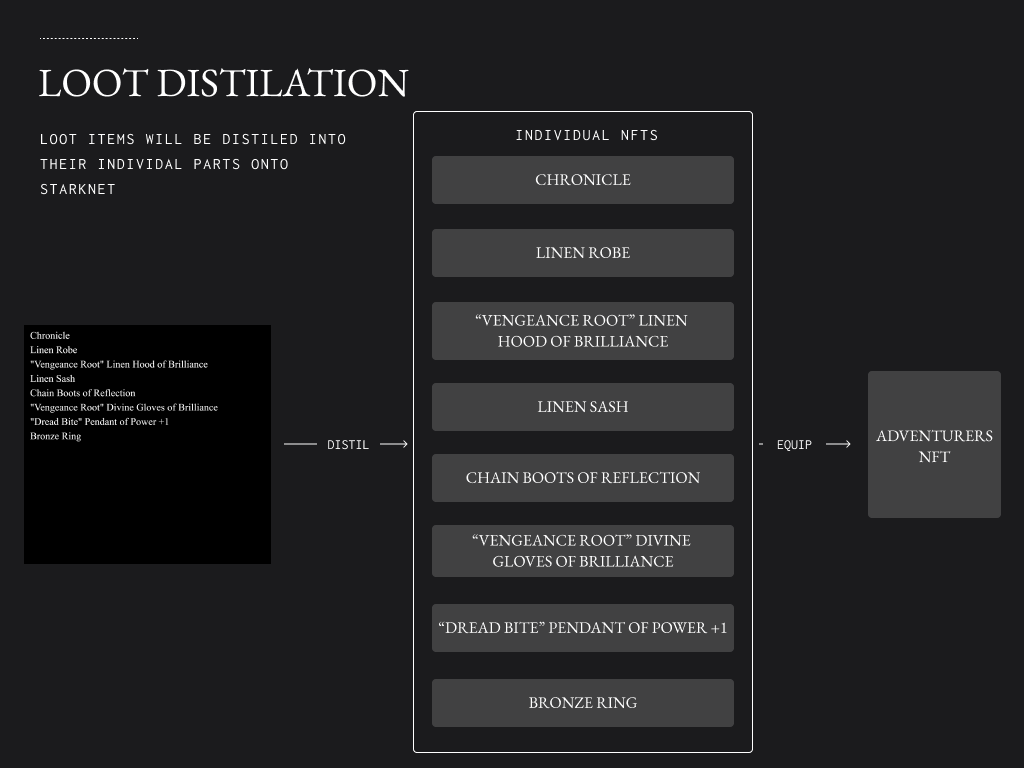 LOOT DISTILATION
LOOT ITEMS WILL BE DISTILED INTO
THEIR INDIVIDAL PARTS ONTO
STARKNET
Chronicle
Linen Robe
"Vengeance Root" Linen Hood of Brilliance
Linen Sash
Chain Boots of Reflection
"Vengeance Root" Divine Gloves of Brilliance
"Dread Bite" Pendant of Power +1
Bronze Ring
DISTIL
INDIVIDUAL NFTS
CHRONICLE
LINEN ROBE
“VENGEANCE ROOT” LINEN
HOOD OF BRILLIANCE
LINEN SASH
CHAIN BOOTS OF REFLECTION
“VENGEANCE ROOT” DIVINE
GLOVES OF BRILLIANCE
“DREAD BITE” PENDANT OF POWER +1
BRONZE RING
EQUIP
ADVENTURERS
NFT